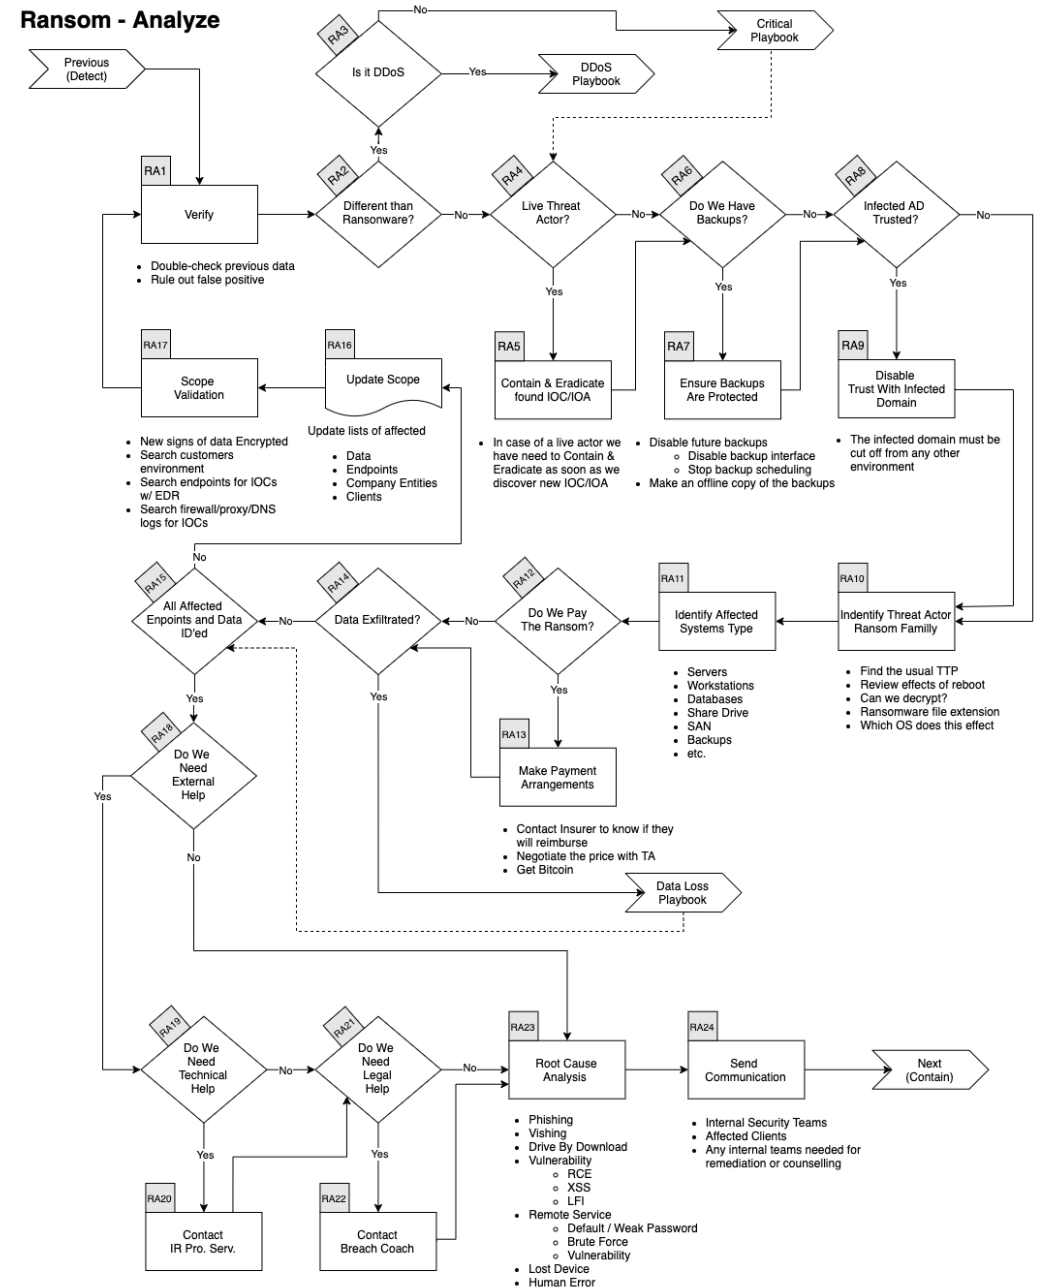 Ransom - Analyze
Previous
(Detect)
RA3
Is it DDoS
No
Yes
Critical
Playbook
DDoS
Playbook
Yes
RA1
Verify
• Double-check previous data
• Rule out false positive
RA2
Different than
Ransonware?
No
RA4
Live Threat
Actor?
No
Yes
RA6
Do We Have
Backups?
No
Yes
RA8
Infected AD
Trusted?
No
Yes
RA17
Scope
Validation
• New signs of data Encrypted
• Search customers
environment
• Search endpoints for IOCs
w/ EDR
• Search firewall/proxy/DNS
logs for IOCs
RA16
Update Scope
Update lists of affected
• Data
• Endpoints
• Company Entities
• Clients
RA5
Contain & Eradicate
found IOC/IOA
• In case of a live actor we
have need to Contain &
Eradicate as soon as we
discover new IOC/IOA
RA7
Ensure Backups
Are Protected
• Disable future backups
○ Disable backup interface
○ Stop backup scheduling
• Make an offline copy of the backups
RA9
Disable
Trust With Infected
Domain
• The infected domain must be
cut off from any other
environment
No
RA15
All Affected
Enpoints and Data
ID'ed
Yes
No
RA14
Data Exfiltrated?
Yes
No
RA12
Do We Pay
The Ransom?
Yes
RA11
Identify Affected
Systems Type
• Servers
• Workstations
• Databases
• Share Drive
• SAN
• Backups
• etc.
RA10
Indentify Threat Actor
Ransom Familly
• Find the usual TTP
• Review effects of reboot
• Can we decrypt?
• Ransomware file extension
• Which OS does this effect
RA18
Do We
Need
External
Help
Yes
No
RA13
Make Payment
Arrangements
• Contact Insurer to know if they
will reimburse
• Negotiate the price with TA
• Get Bitcoin
Data Loss
Playbook
RA19
Do We
Need
Technical
Help
No
Yes
RA21
Do We
Need
Legal
Help
No
Yes
RA23
Root Cause
Analysis
• Phishing
• Vishing
• Drive By Download
• Vulnerability
○ RCE
○ XSS
○ LFI
• Remote Service
○ Default / Weak Password
○ Brute Force
○ Vulnerability
• Lost Device
• Human Error
RA24
Send
Communication
• Internal Security Teams
• Affected Clients
• Any internal teams needed for
remediation or counselling
Next
(Contain)
RA20
Contact
IR Pro. Serv.
RA22
Contact
Breach Coach